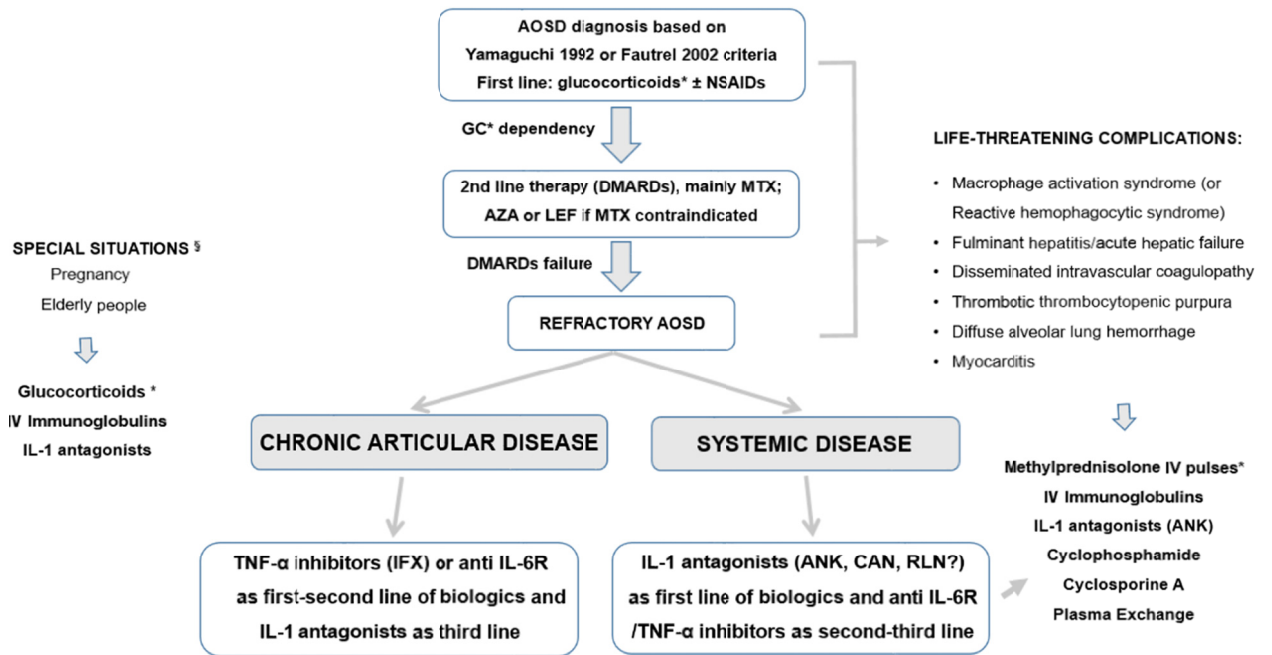 AOSD diagnosis based on
Yamaguchi 1992 or Fautrel 2002 criteria
First line: glucocorticoids* ± NSAIDs
GC* dependency
2nd line therapy (DMARDs), mainly MTX;
AZA or LEF if MTX contraindicated
DMARDs failure
REFRACTORY AOSD
SPECIAL SITUATIONS §
Pregnancy
Elderly people
Glucocorticoids *
IV Immunoglobulins
IL-1 antagonists
CHRONIC ARTICULAR DISEASE
SYSTEMIC DISEASE
TNF-α inhibitors (IFX) or anti IL-6R
as first-second line of biologics and
IL-1 antagonists as third line
IL-1 antagonists (ANK, CAN, RLN?)
as first line of biologics and anti IL-6R
/TNF-α inhibitors as second-third line
LIFE-THREATENING COMPLICATIONS:
• Macrophage activation syndrome (or
Reactive hemophagocytic syndrome)
• Fulminant hepatitis/acute hepatic failure
• Disseminated intravascular coagulopathy
• Thrombotic thrombocytopenic purpura
• Diffuse alveolar lung hemorrhage
• Myocarditis
Methylprednisolone IV pulses*
IV Immunoglobulins
IL-1 antagonists (ANK)
Cyclophosphamide
Cyclosporine A
Plasma Exchange